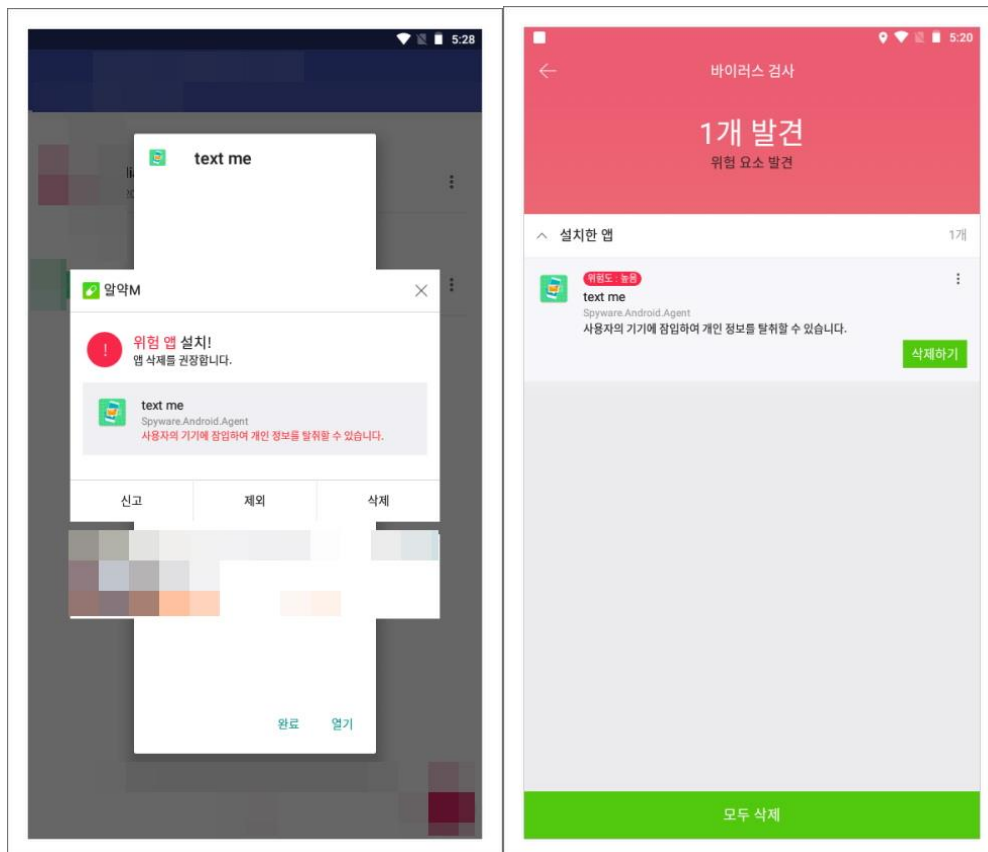 5:28
text me
알약M
위험 앱 설치!
앱 삭제를 권장합니다.
text me
Spyware.Android.Agent
사용자의 기기에 잠입하여 개인 정보를 탈취할 수 있습니다.
신고 제외 삭제
완료 열기
5:20
바이러스 검사
1개 발견
위험 요소 발견
설치한 앱 1개
위험도 · 높음
text me
Spyware.Android.Agent
사용자의 기기에 잠입하여 개인 정보를 탈취할 수 있습니다.
삭제하기
모두 삭제